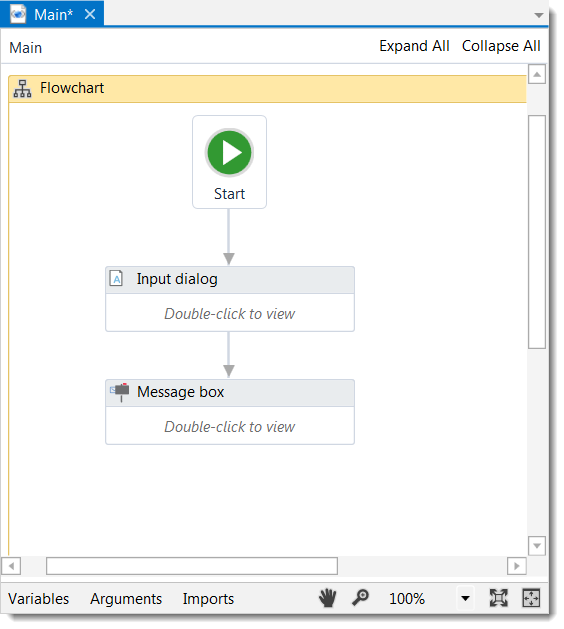 Main*
Main Expand All Collapse All
Flowchart
Start
A Input dialog
Double-click to view
Message box
Double-click to view
Variables Arguments Imports 100%